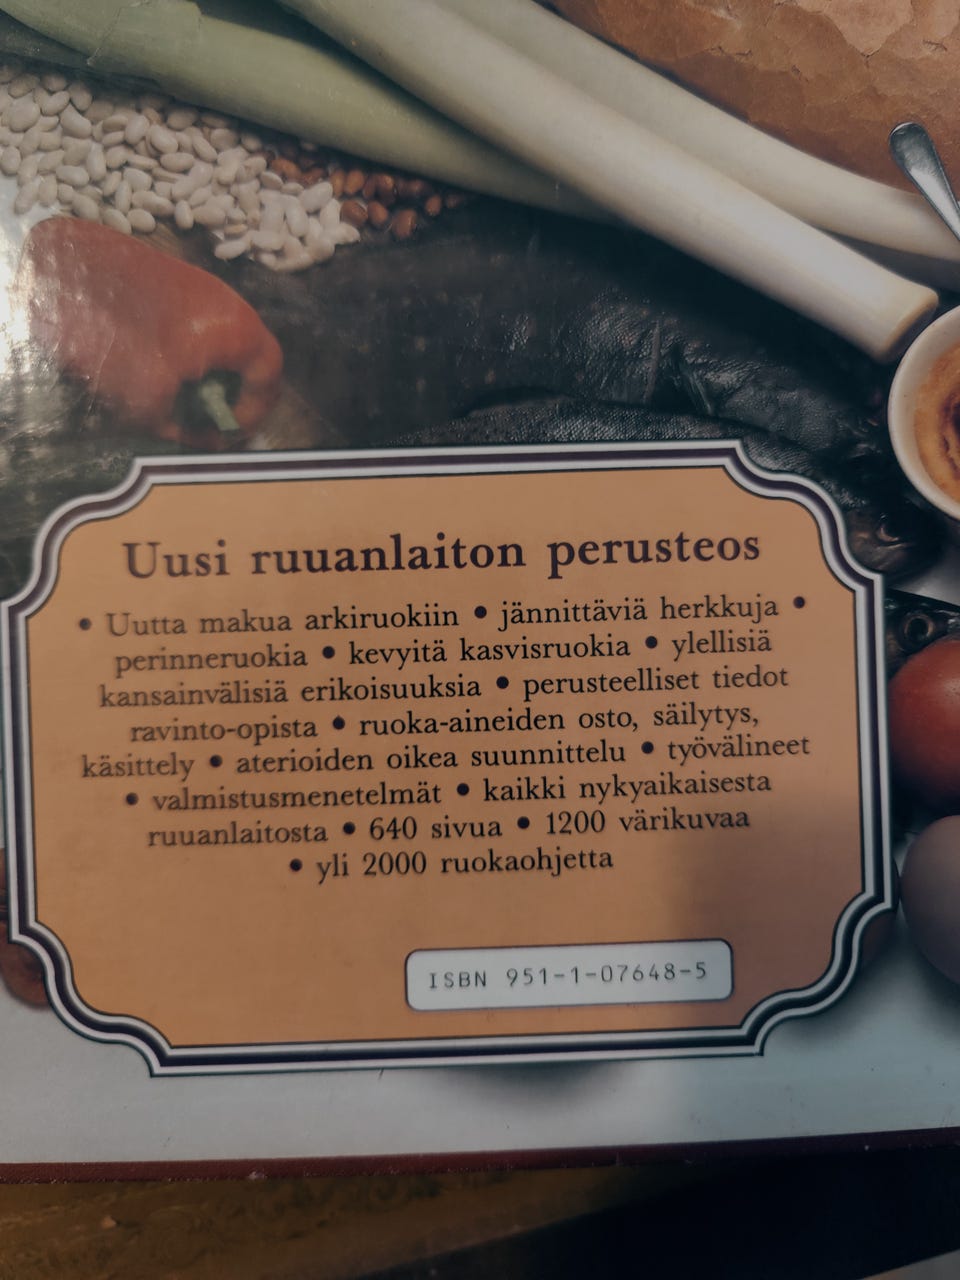 Uusi ruuanlaiton perusteos
• Uutta makua arkiruokiin • jännittäviä herkkuja •
perinneruokia • kevyitä kasvisruokia • ylellisiä
kansainvälisiä erikoisuuksia • perusteelliset tiedot
ravinto-opista • ruoka-aineiden osto, säilytys,
käsittely • aterioiden oikea suunnittelu • työvälineet
• valmistusmenetelmät • kaikki nykyaikaisesta
ruuanlaitosta • 640 sivua • 1200 värikuvaa
• yli 2000 ruokaohjetta
ISBN 951-1-07648-5